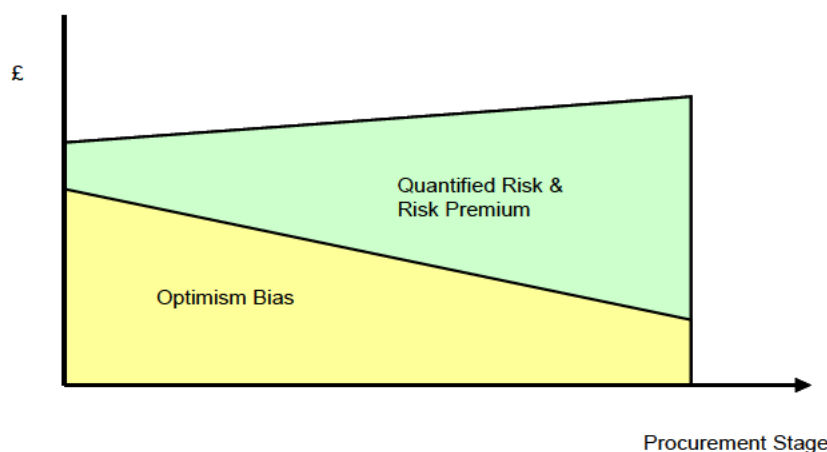 £
Quantified Risk &
Risk Premium
Optimism Bias
Procurement Stage